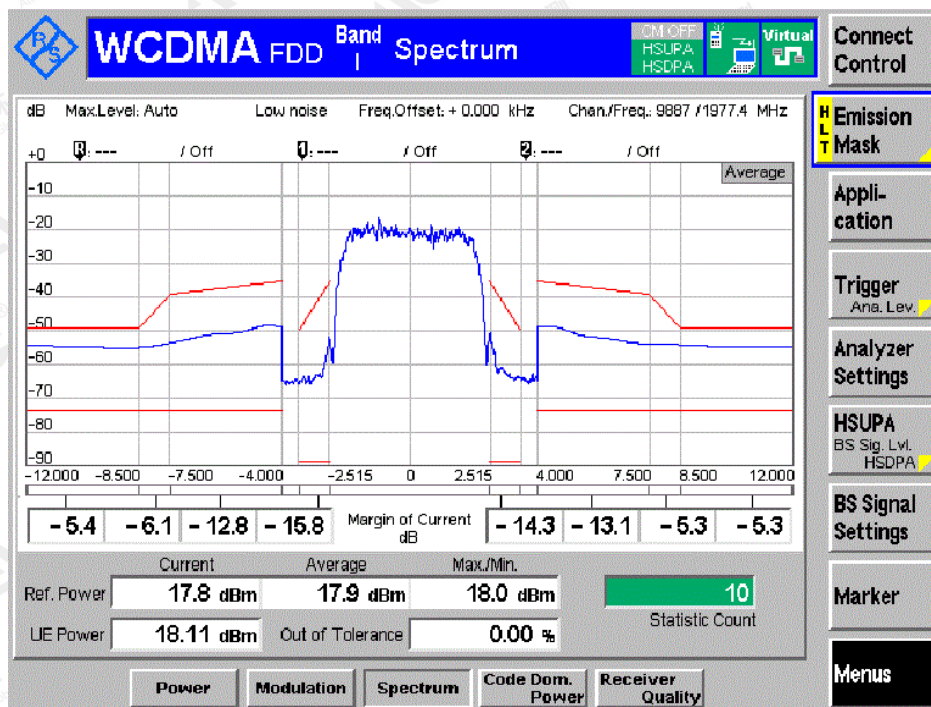 R&S
WCDMA FDD Band I Spectrum
CM OFF
HSUPA
HSDPA
Virtual
Connect Control
dB Max.Level: Auto Low noise Freq.Offset: + 0.000 kHz Chan./Freq.: 9887 / 1977.4 MHz
HLT
Emission Mask
R: --- / Off 1: --- / Off 2: --- / Off
Average
+0
-10
-20
-30
-40
-50
-60
-70
-80
-90
-12.000 -8.500 -7.500 -4.000 -2.515 0 2.515 4.000 7.500 8.500 12.000
Appli-
cation
Trigger
Ana. Lev.
Analyzer
Settings
HSUPA
BS Sig. Lvl.
HSDPA
BS Signal
Settings
- 5.4 - 6.1 - 12.8 - 15.8 Margin of Current dB - 14.3 - 13.1 - 5.3 - 5.3
Current Average Max./Min.
Ref. Power 17.8 dBm 17.9 dBm 18.0 dBm 10
Statistic Count
UE Power 18.11 dBm Out of Tolerance 0.00 %
Marker
Menus
Power Modulation Spectrum Code Dom. Power Receiver Quality